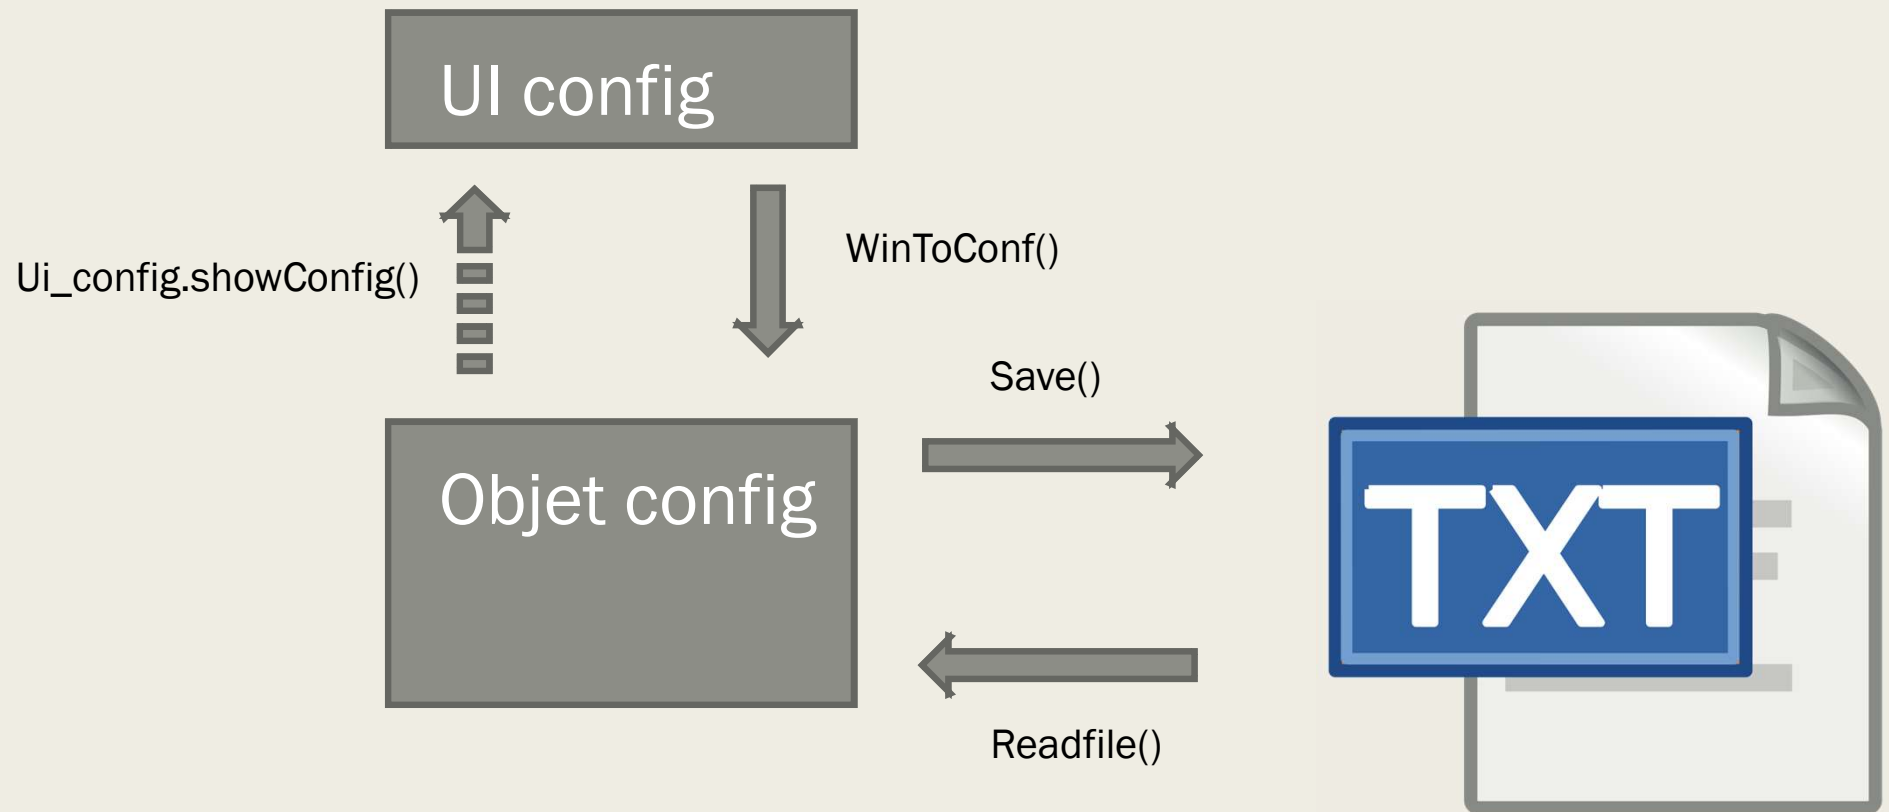 UI config
Ui_config.showConfig()
WinToConf()
Save()
Objet config
TXT
Readfile()